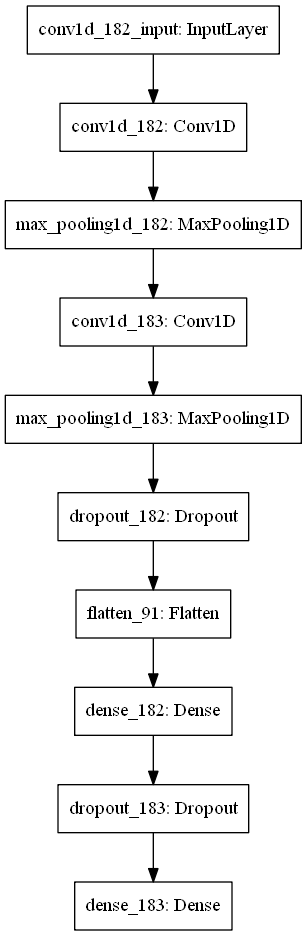 conv1d_182_input: InputLayer
conv1d_182: Conv1D
max_pooling1d_182: MaxPooling1D
conv1d_183: Conv1D
max_pooling1d_183: MaxPooling1D
dropout_182: Dropout
flatten_91: Flatten
dense_182: Dense
dropout_183: Dropout
dense_183: Dense